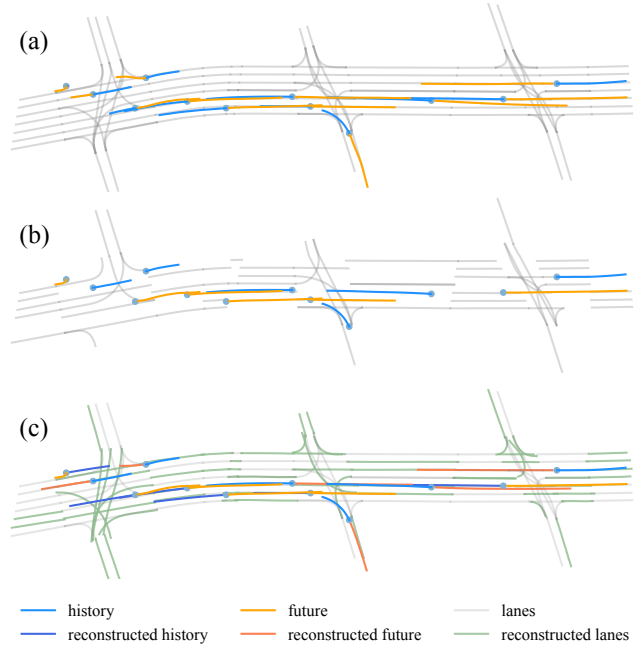 (a)
(b)
(c)
history future lanes
reconstructed history reconstructed future reconstructed lanes